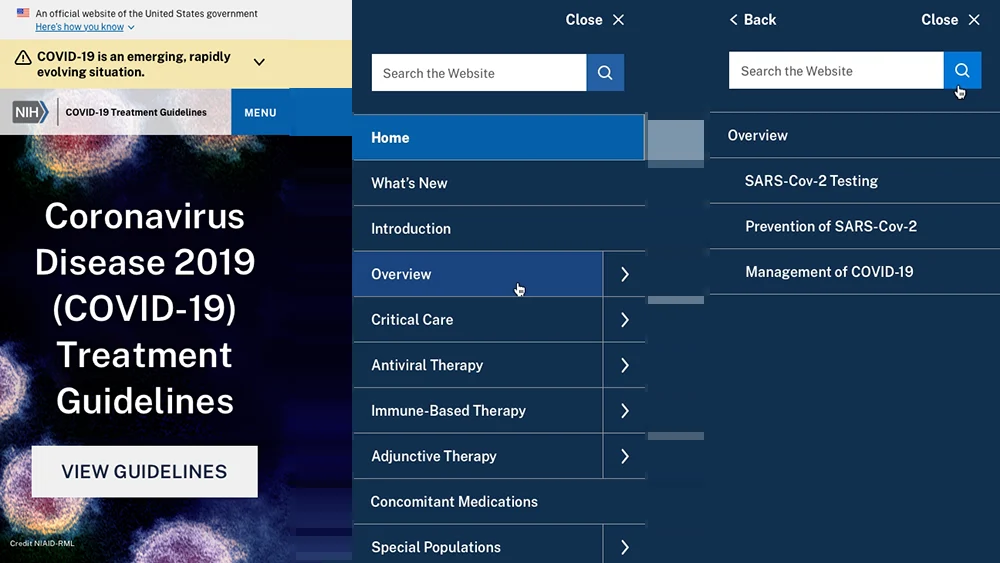 An official website of the United States government
Here's how you know
COVID-19 is an emerging, rapidly
evolving situation.
NIH
COVID-19 Treatment Guidelines
MENU
Coronavirus
Disease 2019
(COVID-19)
Treatment
Guidelines
VIEW GUIDELINES
Credit NIAID-RML
Close
Search the Website
Home
What's New
Introduction
Overview
Critical Care
Antiviral Therapy
Immune-Based Therapy
Adjunctive Therapy
Concomitant Medications
Special Populations
Back
Close
Search the Website
Overview
SARS-Cov-2 Testing
Prevention of SARS-Cov-2
Management of COVID-19